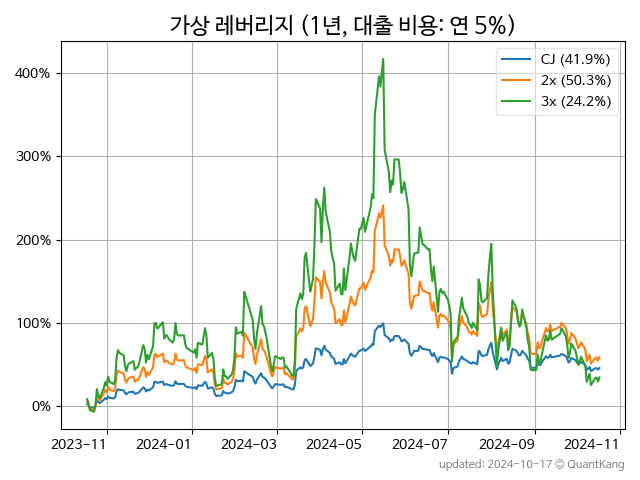 가상 레버리지 (1년, 대출 비용: 연 5%)
CJ (41.9%)
2x (50.3%)
3x (24.2%)
400%
300%
200%
100%
0%
2023-11 2024-01 2024-03 2024-05 2024-07 2024-09 2024-11
updated: 2024-10-17 © QuantKang